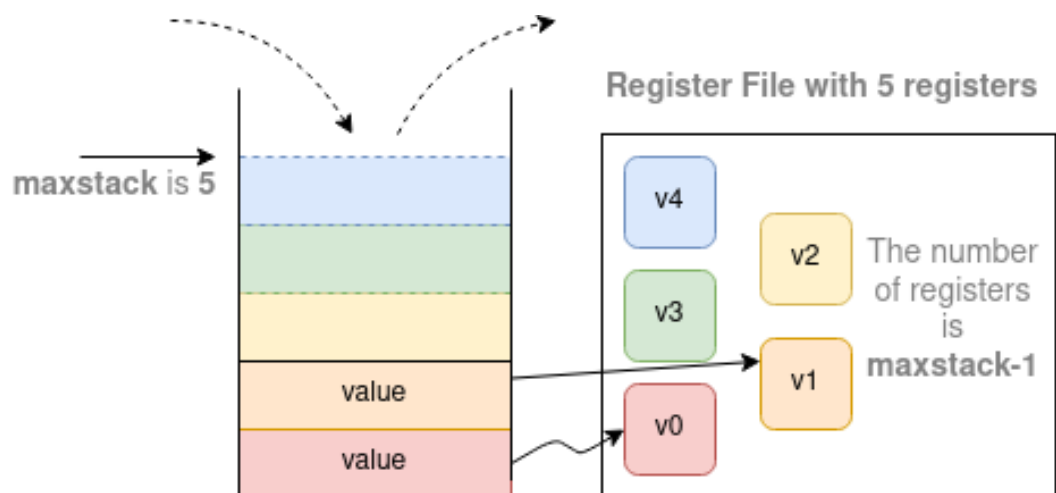 Register File with 5 registers
maxstack is 5
v4
v2
The number
of registers
is
maxstack-1
v3
v1
value
v0
value